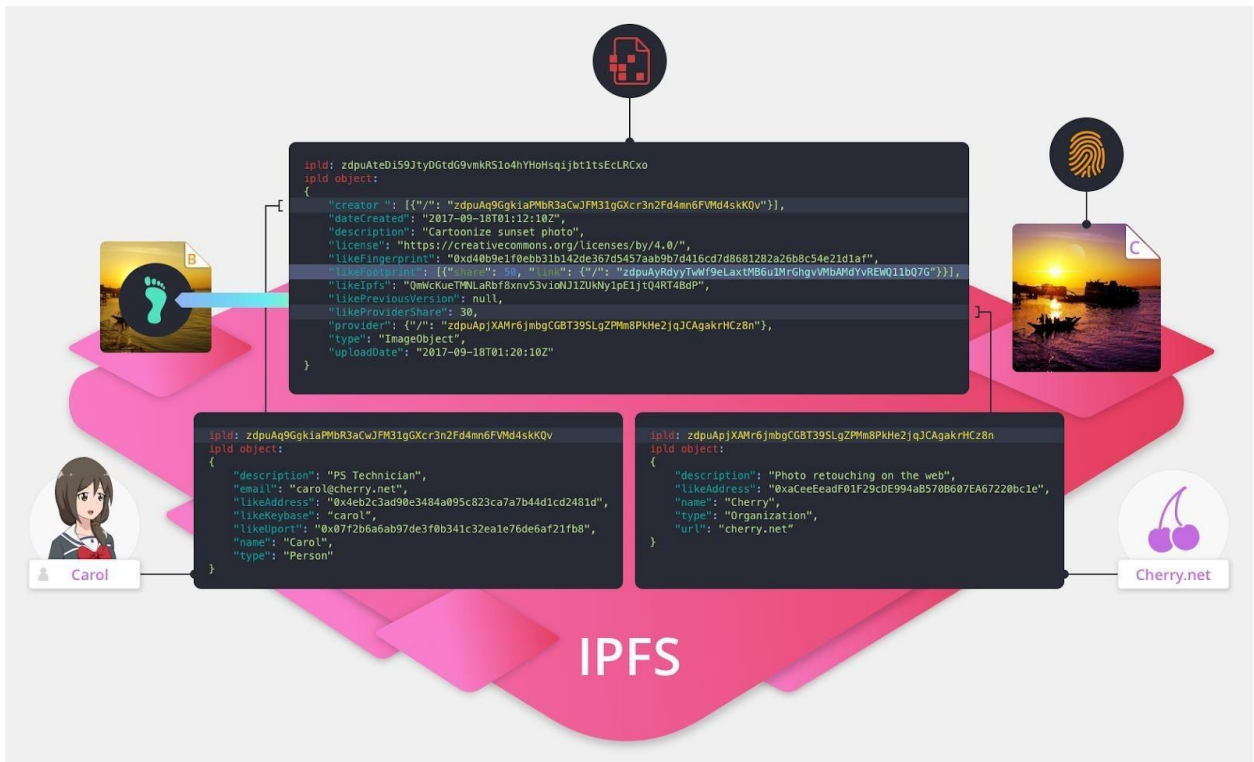 ipld: zdpuAteDi59JtyDGtdG9vmkRS1o4hYHoHsqijbt1tsEcLRCxo
ipld object:
{
"creator ": [{"/": "zdpuAq9GgkiaPMbR3aCwJFM31gGXcr3n2Fd4mn6FVMd4skKQv"}],
"dateCreated": "2017-09-18T01:12:10Z",
"description": "Cartoonize sunset photo",
"license": "https://creativecommons.org/licenses/by/4.0/",
"likeFingerprint": "0xd40b9e1f0ebb31b142de367d5457aab9b7d416cd7d8681282a26b8c54e21d1af",
"likeFootprint": [{"share": 50, "link": {"/": "zdpuAyRdyyTwWf9eLaxtMB6u1MrGhgvVMbAMdYvREWQ11bQ7G"}}],
"likeIpfs": "QmWcKueTMNLaRbf8xnv53vioNJ1ZUkNy1pE1jtQ4RT4BdP",
"likePreviousVersion": null,
"likeProviderShare": 30,
"provider": {"/": "zdpuApjXAMr6jmbgCGBT39SLgZPMm8PkHe2jqJCAgakrHCz8n"},
"type": "ImageObject",
"uploadDate": "2017-09-18T01:20:10Z"
}
B
C
ipld: zdpuAq9GgkiaPMbR3aCwJFM31gGXcr3n2Fd4mn6FVMd4skKQv
ipld object:
{
"description": "PS Technician",
"email": "carol@cherry.net",
"likeAddress": "0x4eb2c3ad90e3484a095c823ca7a7b44d1cd2481d",
"likeKeybase": "carol",
"likeUport": "0x07f2b6a6ab97de3f0b341c32ea1e76de6af21fb8",
"name": "Carol",
"type": "Person"
}
ipld: zdpuApjXAMr6jmbgCGBT39SLgZPMm8PkHe2jqJCAgakrHCz8n
ipld object:
{
"description": "Photo retouching on the web",
"likeAddress": "0xaCeeEeadF01F29cDE994aB570B607EA67220bc1e",
"name": "Cherry",
"type": "Organization",
"url": "cherry.net"
}
Carol
Cherry.net
IPFS